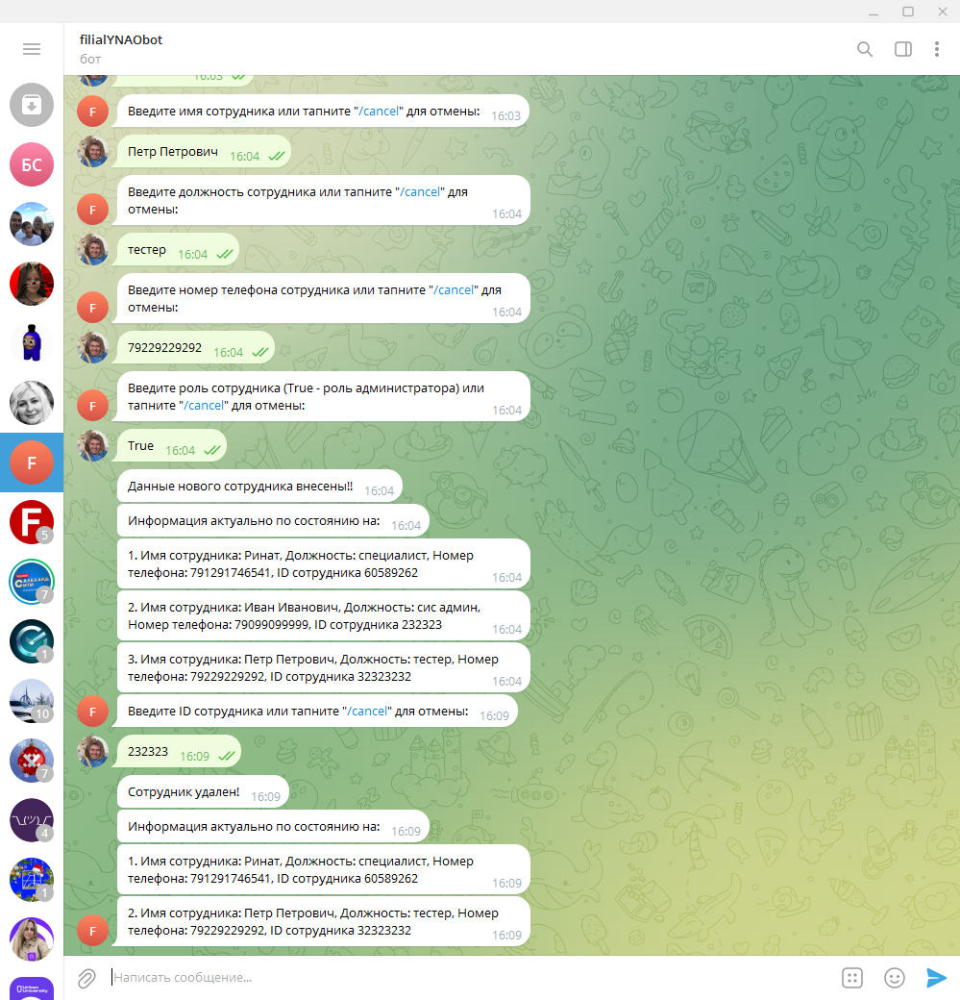 filialYNAObot
бот
16:03
Введите имя сотрудника или тапните "/cancel" для отмены: 16:03
БС
Петр Петрович 16:04
Введите должность сотрудника или тапните "/cancel" для
отмены: 16:04
F
тестер 16:04
Введите номер телефона сотрудника или тапните "/cancel" для
отмены: 16:04
F
79229229292 16:04
Введите роль сотрудника (True - роль администратора) или
тапните "/cancel" для отмены: 16:04
F
True 16:04
F
Данные нового сотрудника внесены!! 16:04
Информация актуально по состоянию на: 16:04
F
5
1. Имя сотрудника: Ринат, Должность: специалист, Номер
телефона: 791291746541, ID сотрудника 60589262 16:04
САЛЕХАРД
СИТИ
7
2. Имя сотрудника: Иван Иванович, Должность: сис админ,
Номер телефона: 79099099999, ID сотрудника 232323 16:04
1
3. Имя сотрудника: Петр Петрович, Должность: тестер, Номер
телефона: 79229229292, ID сотрудника 32323232 16:04
F
Введите ID сотрудника или тапните "/cancel" для отмены: 16:09
10
232323 16:09
7
Сотрудник удален! 16:09
Информация актуально по состоянию на: 16:09
¯\_(ツ)_/¯
4
1. Имя сотрудника: Ринат, Должность: специалист, Номер
телефона: 791291746541, ID сотрудника 60589262 16:09
1
2. Имя сотрудника: Петр Петрович, Должность: тестер, Номер
телефона: 79229229292, ID сотрудника 32323232 16:09
F
Написать сообщение...
Urban
University